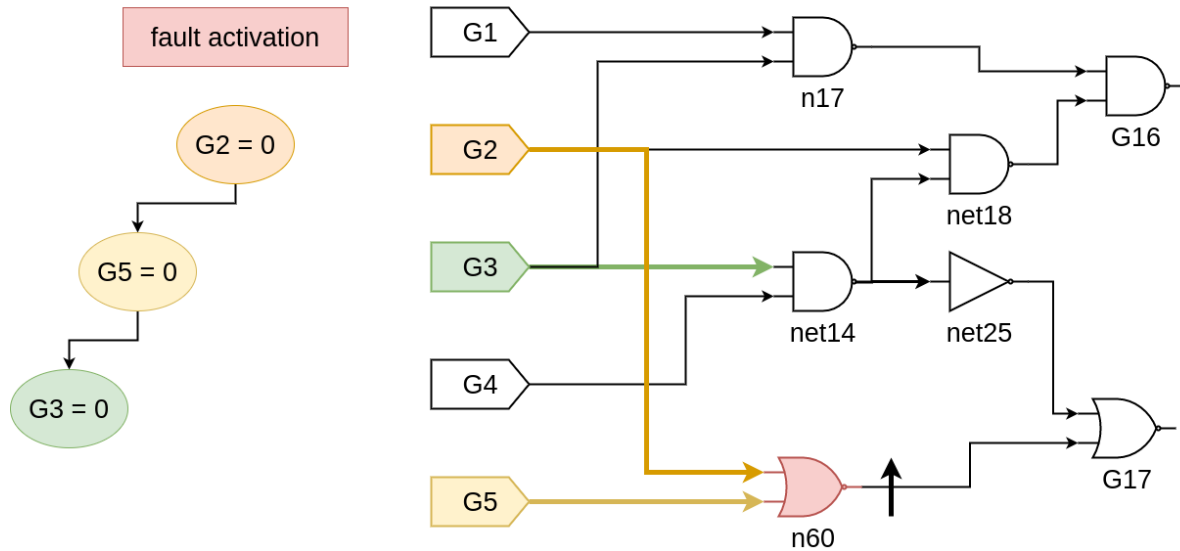 fault activation
G2 = 0
G5 = 0
G3 = 0
G1
G2
G3
G4
G5
n17
G16
net18
net14
net25
G17
n60